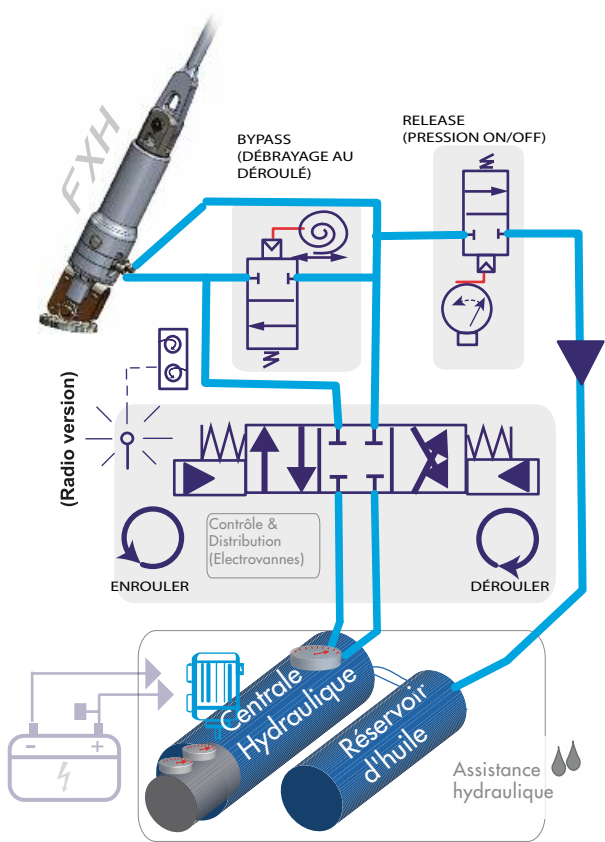 FXH
BYPASS
(DÉBRAYAGE AU
DÉROULÉ)
RELEASE
(PRESSION ON/OFF)
(Radio version)
Contrôle &
Distribution
(Electrovannes)
ENROULER
DÉROULER
Centrale
Hydraulique
Réservoir
d'huile
- +
Assistance
hydraulique